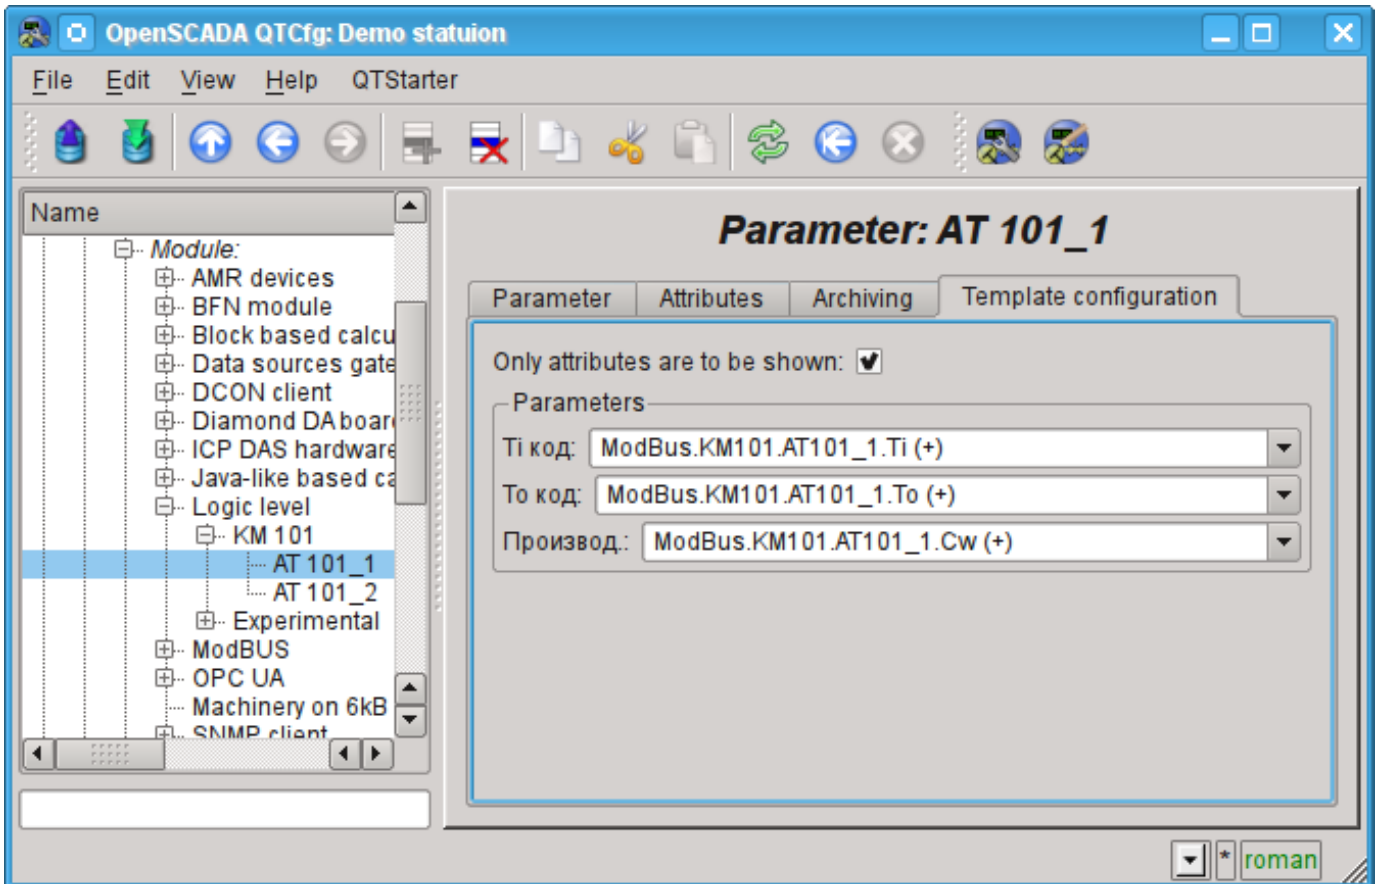 OpenSCADA QTCfg: Demo statuion
File Edit View Help QTStarter
Name
Module:
AMR devices
BFN module
Block based calcu
Data sources gate
DCON client
Diamond DA boar
ICP DAS hardware
Java-like based ca
Logic level
KM 101
AT 101_1
AT 101_2
Experimental
ModBUS
OPC UA
Machinery on 6kB
SNMP client
Parameter: AT 101_1
Parameter Attributes Archiving Template configuration
Only attributes are to be shown:
Parameters
Ti код: ModBus.KM101.AT101_1.Ti (+)
To код: ModBus.KM101.AT101_1.To (+)
Производ.: ModBus.KM101.AT101_1.Cw (+)
* roman